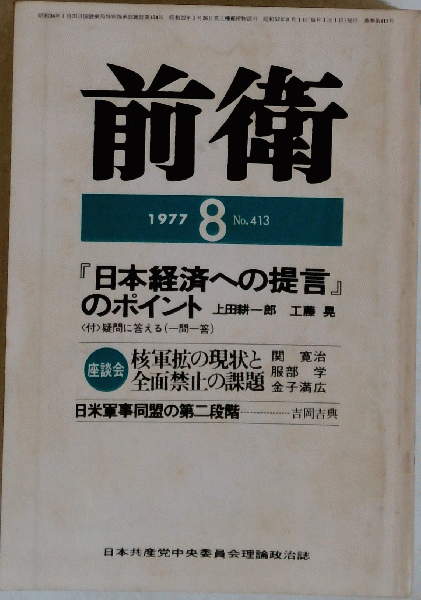 前衛
1977 8 No.413
『日本経済への提言』
のポイント 上田耕一郎 工藤晃
〈付〉疑問に答える(一問一答)
座談会 核軍拡の現状と 関寛治
全面禁止の課題 服部学
金子満広
日米軍事同盟の第二段階 吉岡吉典
日本共産党中央委員会理論政治誌